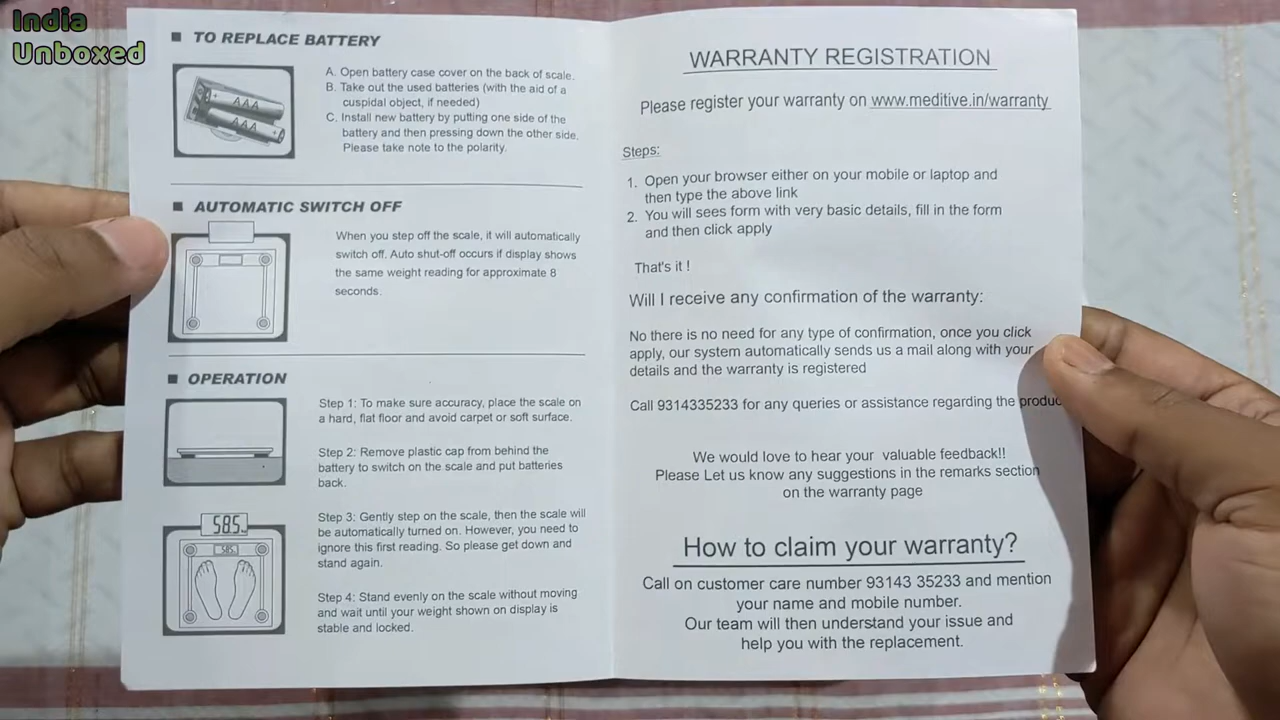 India
Unboxed
■ TO REPLACE BATTERY
AAA
AAA
A. Open battery case cover on the back of scale.
B. Take out the used batteries (with the aid of a
cuspidal object, if needed)
C. Install new battery by putting one side of the
battery and then pressing down the other side.
Please take note to the polarity.
■ AUTOMATIC SWITCH OFF
When you step off the scale, it will automatically
switch off. Auto shut-off occurs if display shows
the same weight reading for approximate 8
seconds.
■ OPERATION
Step 1: To make sure accuracy, place the scale on
a hard, flat floor and avoid carpet or soft surface.
Step 2: Remove plastic cap from behind the
battery to switch on the scale and put batteries
back.
58.5
58.5
Step 3: Gently step on the scale, then the scale will
be automatically turned on. However, you need to
ignore this first reading. So please get down and
stand again.
Step 4: Stand evenly on the scale without moving
and wait until your weight shown on display is
stable and locked.
WARRANTY REGISTRATION
Please register your warranty on www.meditive.in/warranty
Steps:
1. Open your browser either on your mobile or laptop and
then type the above link
2. You will sees form with very basic details, fill in the form
and then click apply
That's it !
Will I receive any confirmation of the warranty:
No there is no need for any type of confirmation, once you click
apply, our system automatically sends us a mail along with your
details and the warranty is registered
Call 9314335233 for any queries or assistance regarding the produc
We would love to hear your valuable feedback!!
Please Let us know any suggestions in the remarks section
on the warranty page
How to claim your warranty?
Call on customer care number 93143 35233 and mention
your name and mobile number.
Our team will then understand your issue and
help you with the replacement.